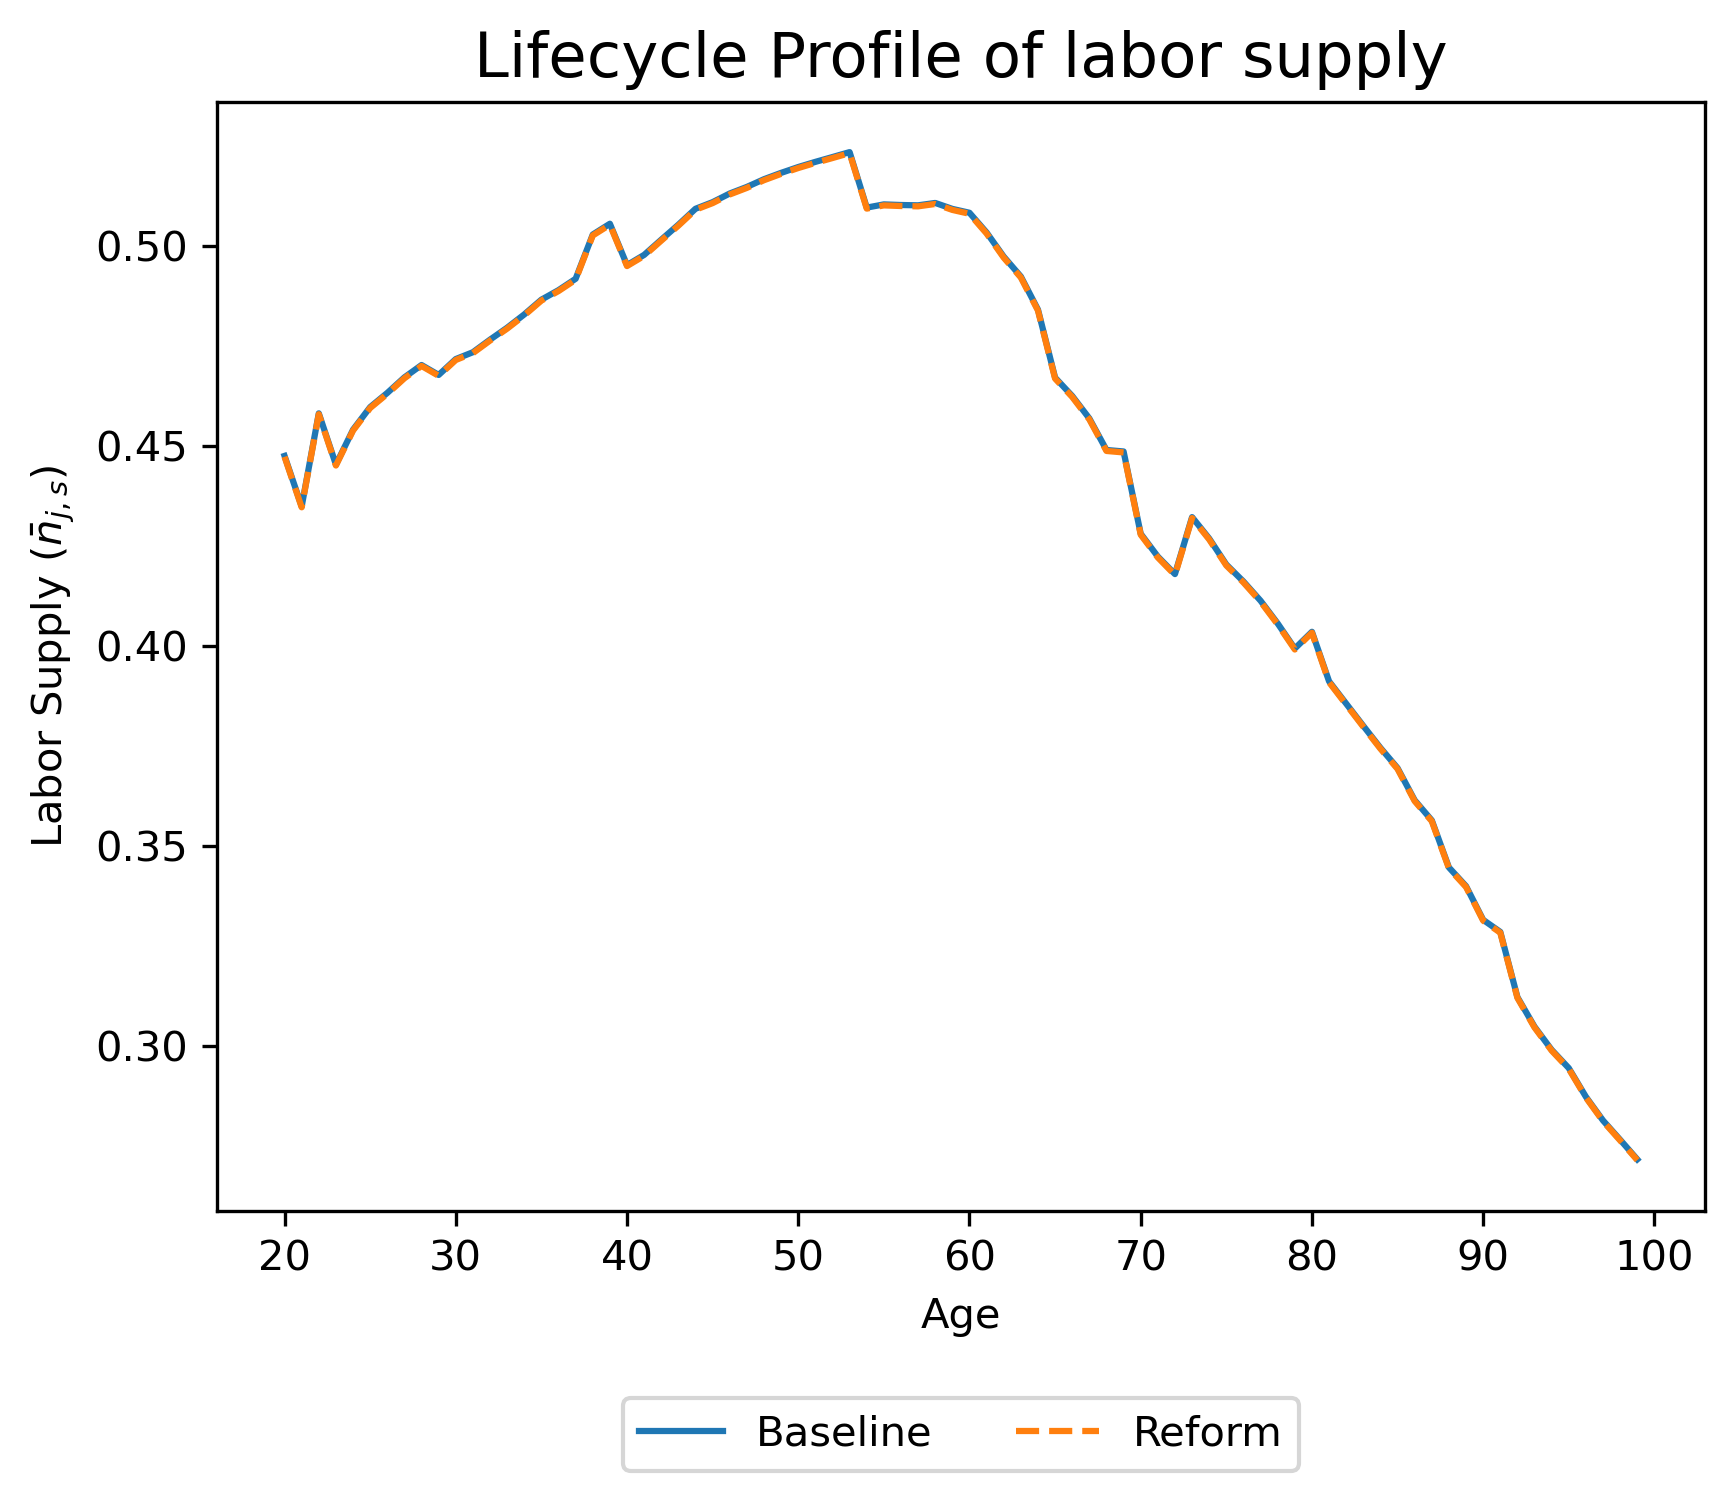 Lifecycle Profile of labor supply
Labor Supply (n̄j,s)
0.50
0.45
0.40
0.35
0.30
20 30 40 50 60 70 80 90 100
Age
Baseline Reform